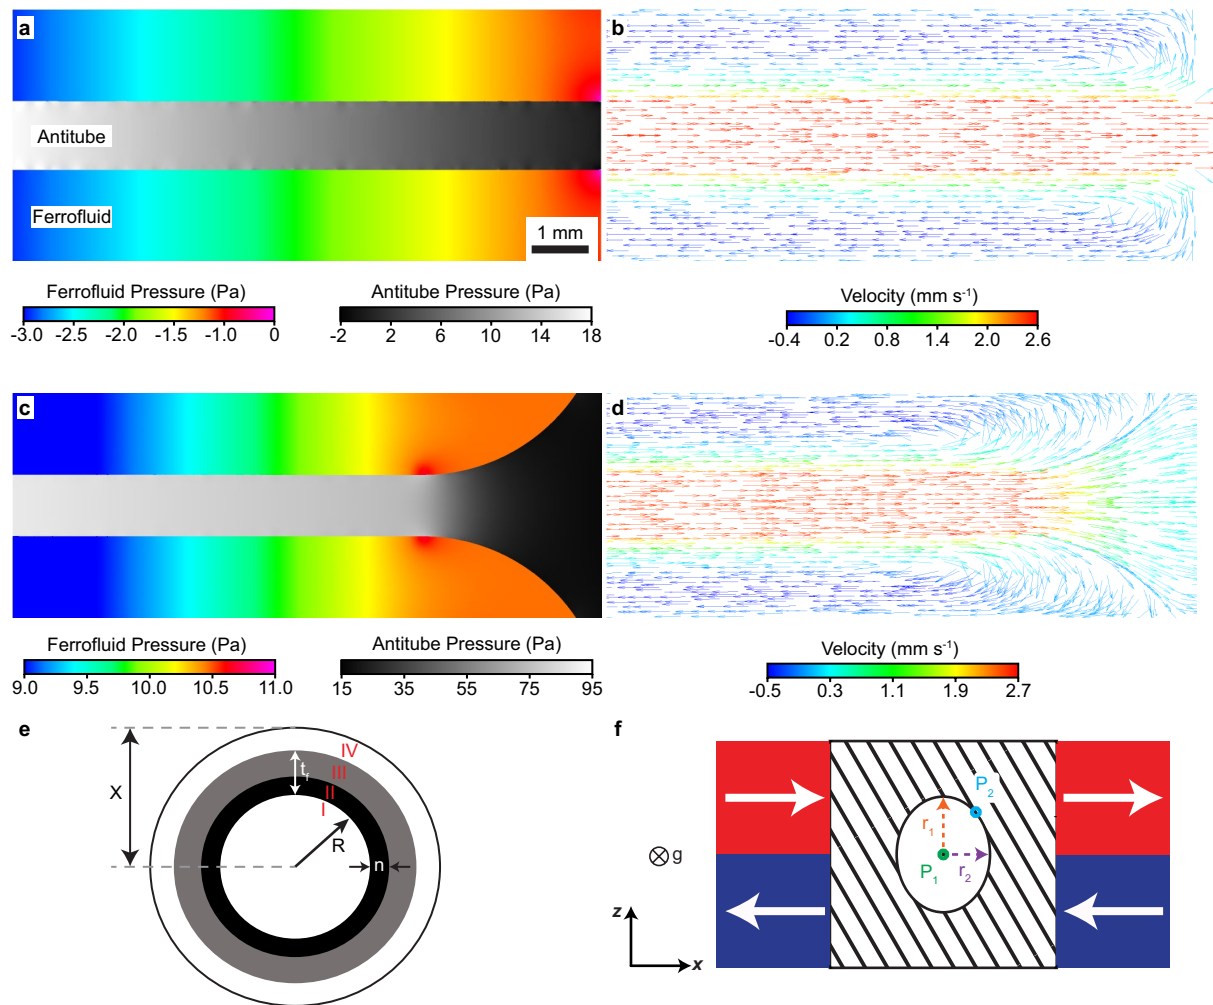 a
Antitube
Ferrofluid
1 mm
b
Ferrofluid Pressure (Pa)
-3.0 -2.5 -2.0 -1.5 -1.0 0
Antitube Pressure (Pa)
-2 2 6 10 14 18
Velocity (mm s⁻¹)
-0.4 0.2 0.8 1.4 2.0 2.6
c
d
Ferrofluid Pressure (Pa)
9.0 9.5 10.0 10.5 11.0
Antitube Pressure (Pa)
15 35 55 75 95
Velocity (mm s⁻¹)
-0.5 0.3 1.1 1.9 2.7
e
X
IV
III
II
I
t_f
R
n
f
g
P₂
r₁
P₁
r₂
z
x